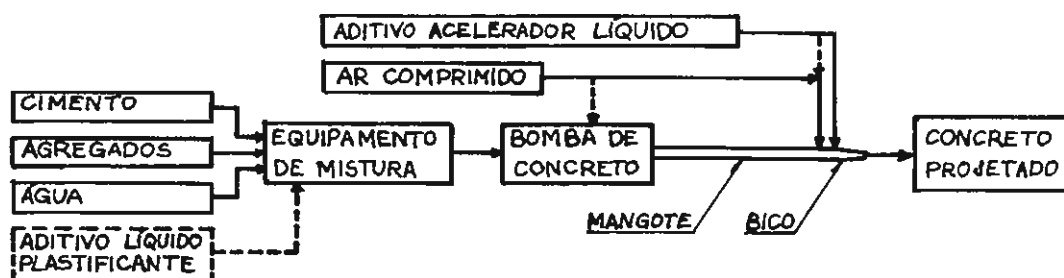 ADITIVO ACELERADOR LÍQUIDO
AR COMPRIMIDO
CIMENTO
AGREGADOS
ÁGUA
ADITIVO LÍQUIDO
PLASTIFICANTE
EQUIPAMENTO
DE MISTURA
BOMBA DE
CONCRETO
MANGOTE
BICO
CONCRETO
PROJETADO